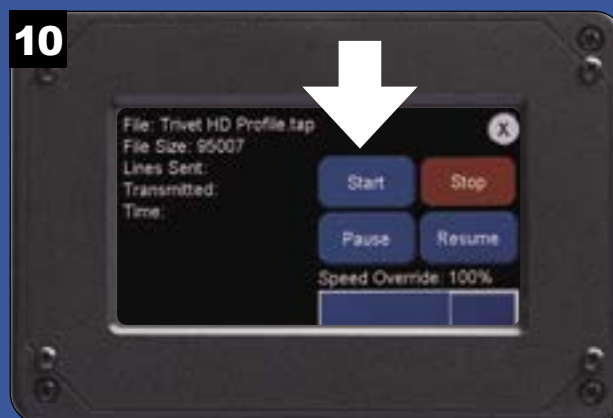 10
File: Trivet HD Profile.tap
File Size: 95007
Lines Sent:
Transmitted:
Time:
X
Start
Stop
Pause
Resume
Speed Override: 100%